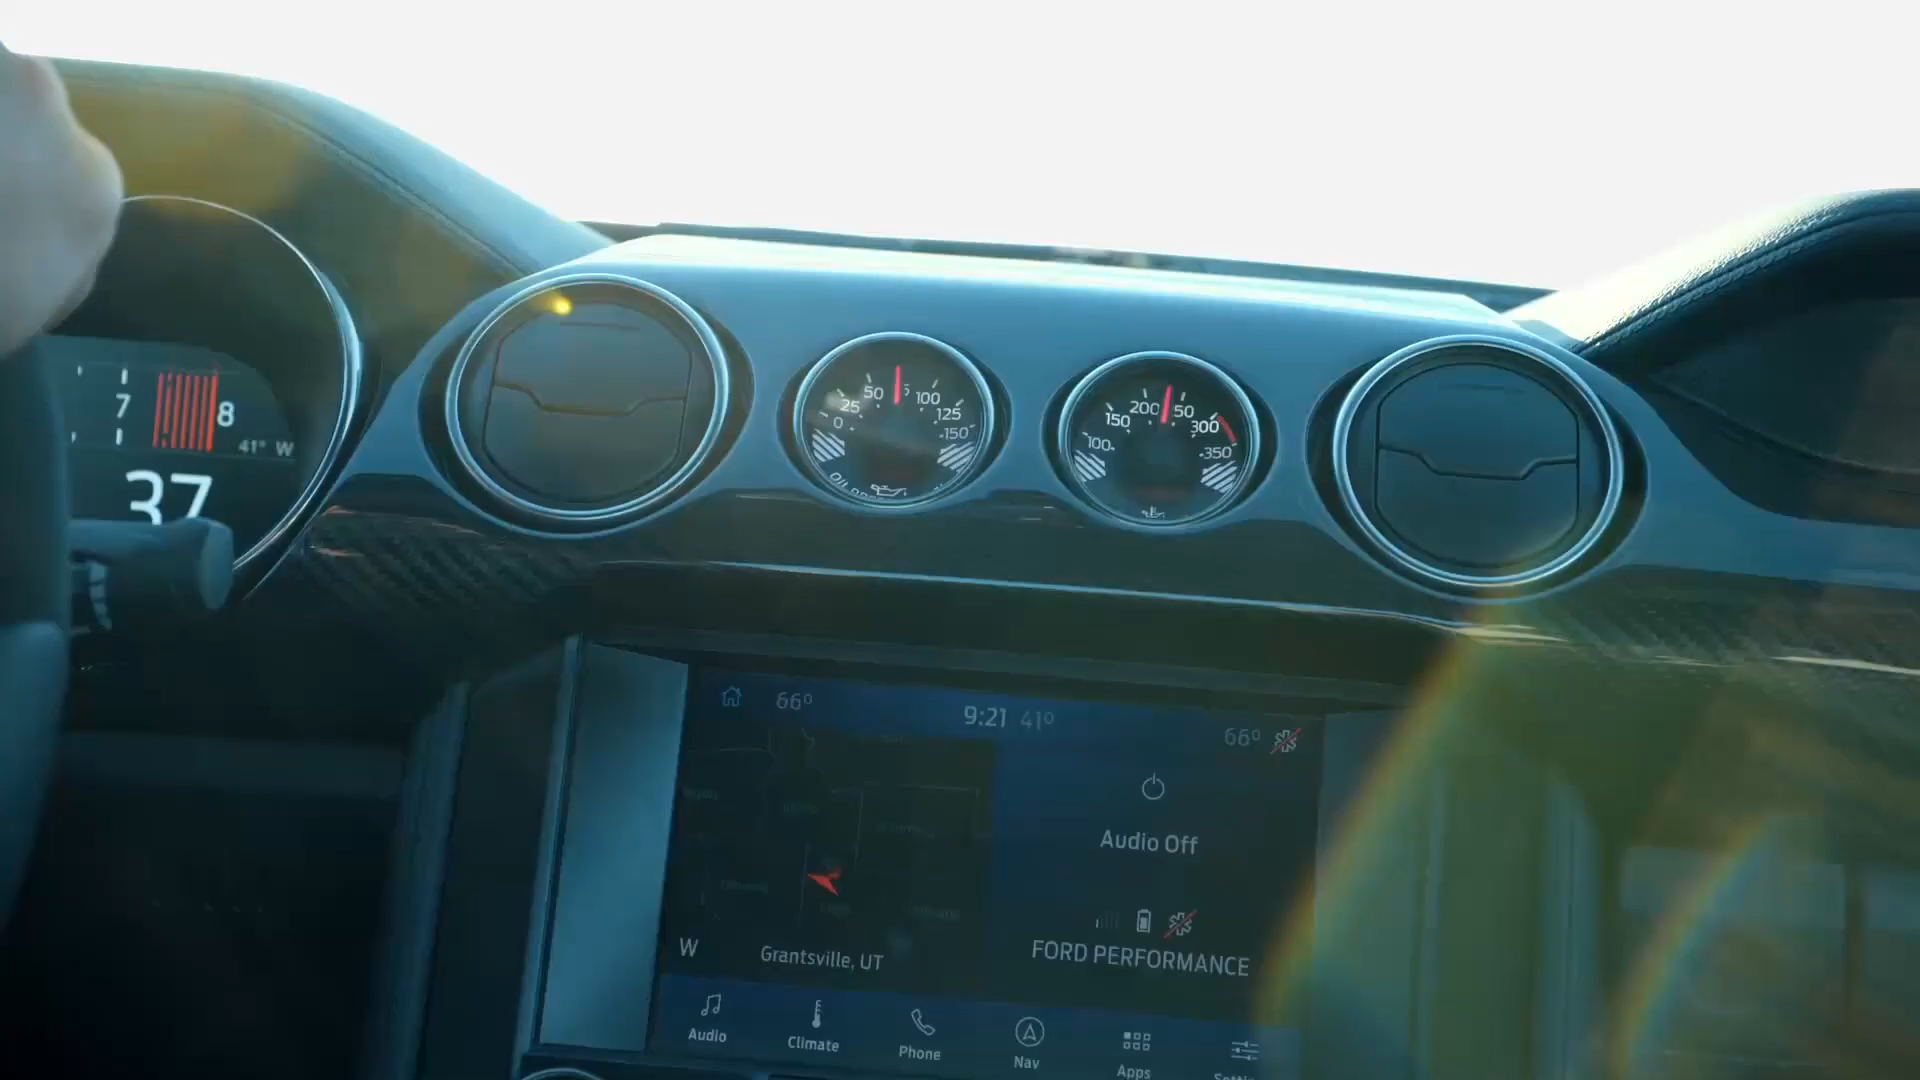 7 8
41° W
37
0 25 50 5 100 125 150
100 150 200 50 300 350
66°
9:21 41°
66°
Audio Off
W
Grantsville, UT
FORD PERFORMANCE
Audio
Climate
Phone
Nav
Apps